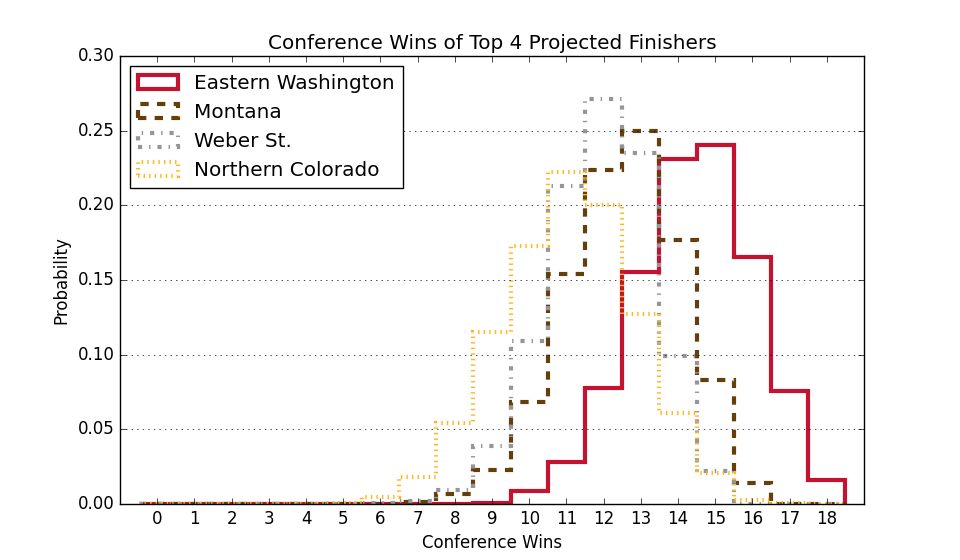 Conference Wins of Top 4 Projected Finishers
0.30
0.25
0.20
0.15
0.10
0.05
0.00
Probability
Eastern Washington
Montana
Weber St.
Northern Colorado
0 1 2 3 4 5 6 7 8 9 10 11 12 13 14 15 16 17 18
Conference Wins